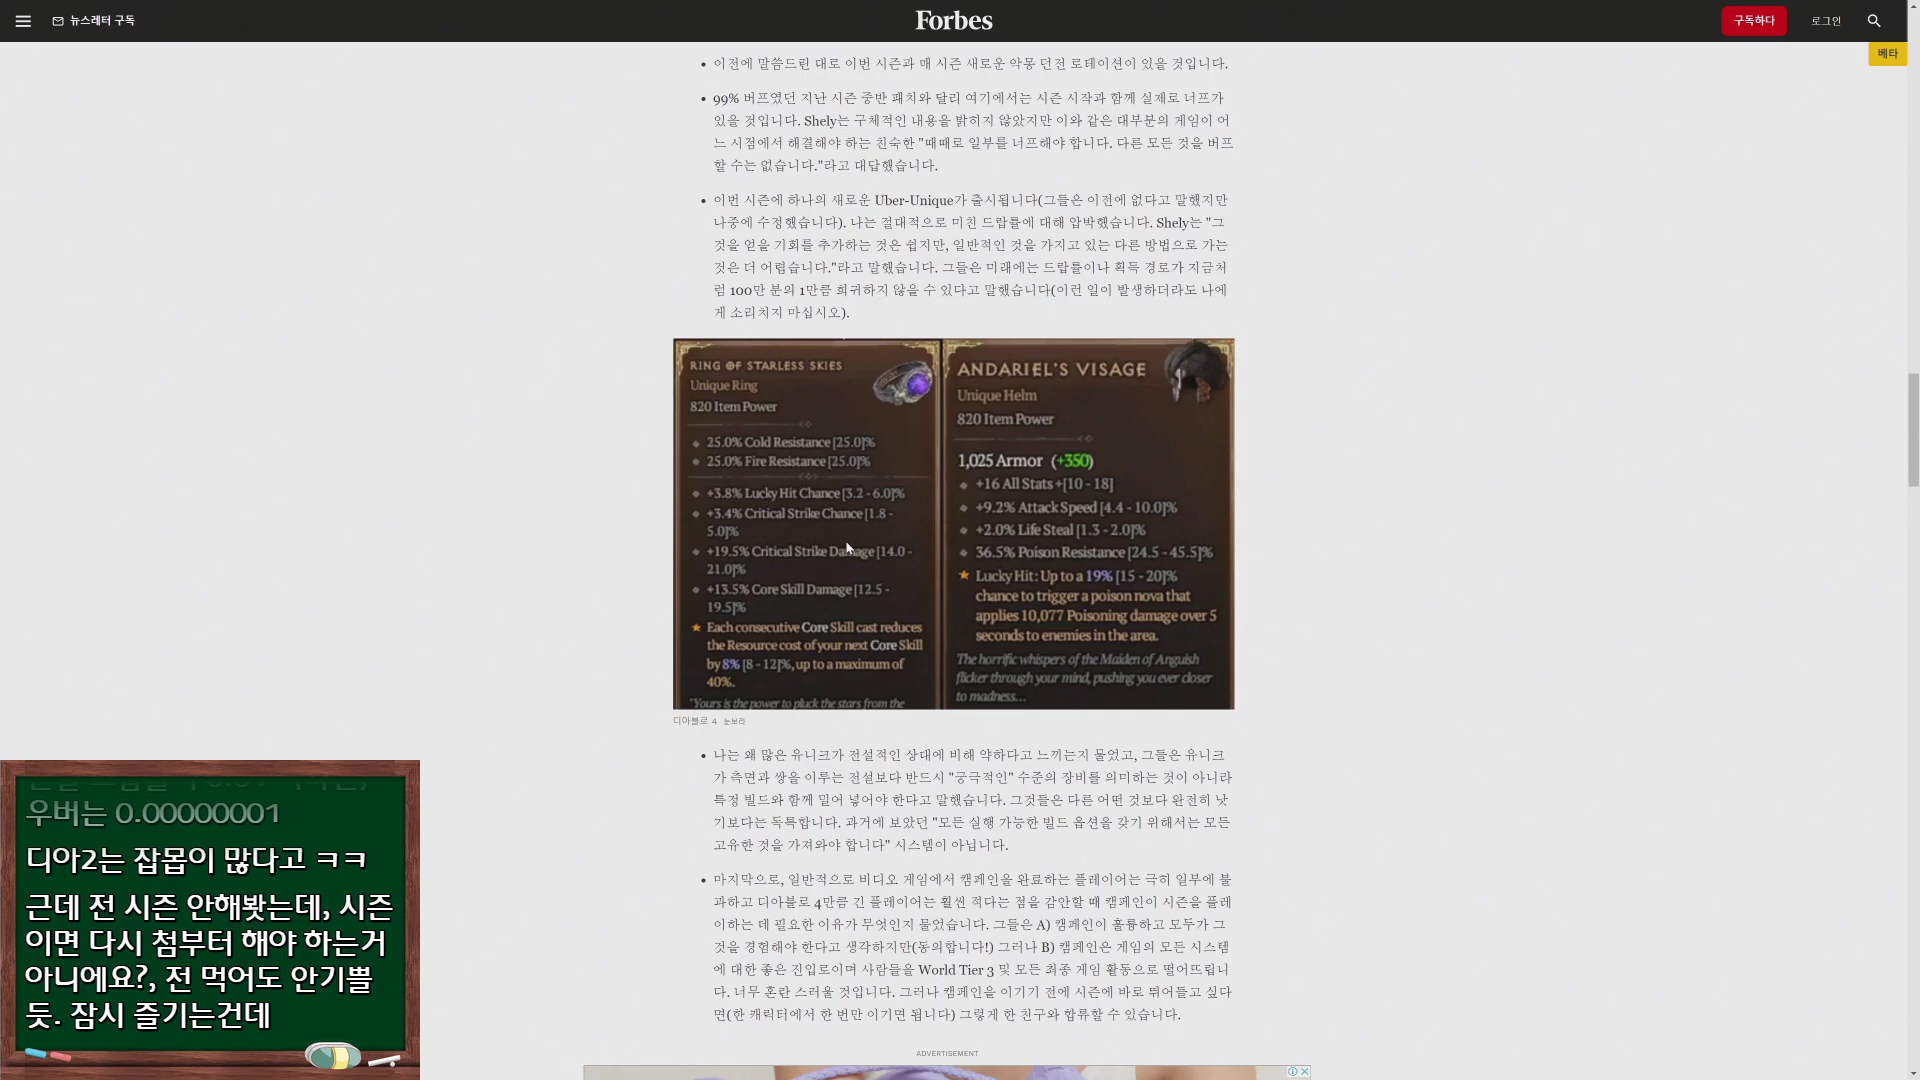 뉴스레터 구독
Forbes
구독하다
로그인
베타
이전에 말씀드린 대로 이번 시즌과 매 시즌 새로운 악몽 던전 로테이션이 있을 것입니다.
99% 버프였던 지난 시즌 중반 패치와 달리 여기에서는 시즌 시작과 함께 실제로 너프가
있을 것입니다. Shely는 구체적인 내용을 밝히지 않았지만 이와 같은 대부분의 게임이 어
느 시점에서 해결해야 하는 친숙한 "때때로 일부를 너프해야 합니다. 다른 모든 것을 버프
할 수는 없습니다."라고 대답했습니다.
이번 시즌에 하나의 새로운 Uber-Unique가 출시됩니다(그들은 이전에 없다고 말했지만
나중에 수정했습니다). 나는 절대적으로 미친 드랍률에 대해 압박했습니다. Shely는 "그
것을 얻을 기회를 추가하는 것은 쉽지만, 일반적인 것을 가지고 있는 다른 방법으로 가는
것은 더 어렵습니다."라고 말했습니다. 그들은 미래에는 드랍률이나 획득 경로가 지금처
럼 100만 분의 1만큼 희귀하지 않을 수 있다고 말했습니다(이런 일이 발생하더라도 나에
게 소리치지 마십시오).
RING OF STARLESS SKIES
Unique Ring
820 Item Power
25.0% Cold Resistance [25.0]%
25.0% Fire Resistance [25.0]%
+3.8% Lucky Hit Chance [3.2 - 6.0]%
+3.4% Critical Strike Chance [1.8 -
5.0]%
+19.5% Critical Strike Damage [14.0 -
21.0]%
+13.5% Core Skill Damage [12.5 -
19.5]%
Each consecutive Core Skill cast reduces
the Resource cost of your next Core Skill
by 8% [8 - 12]%, up to a maximum of
40%.
"Yours is the power to pluck the stars from the
ANDARIEL'S VISAGE
Unique Helm
820 Item Power
1,025 Armor (+350)
+16 All Stats +[10 - 18]
+9.2% Attack Speed [4.4 - 10.0]%
+2.0% Life Steal [1.3 - 2.0]%
36.5% Poison Resistance [24.5 - 45.5]%
Lucky Hit: Up to a 19% [15 - 20]%
chance to trigger a poison nova that
applies 10,077 Poisoning damage over 5
seconds to enemies in the area.
The horrific whispers of the Maiden of Anguish
flicker through your mind, pushing you ever closer
to madness...
디아블로 4 눈보라
나는 왜 많은 유니크가 전설적인 상대에 비해 약하다고 느끼는지 물었고, 그들은 유니크
가 측면과 쌍을 이루는 전설보다 반드시 "궁극적인" 수준의 장비를 의미하는 것이 아니라
특정 빌드와 함께 밀어 넣어야 한다고 말했습니다. 그것들은 다른 어떤 것보다 완전히 낫
기보다는 독특합니다. 과거에 보았던 "모든 실행 가능한 빌드 옵션을 갖기 위해서는 모든
고유한 것을 가져와야 합니다" 시스템이 아닙니다.
마지막으로, 일반적으로 비디오 게임에서 캠페인을 완료하는 플레이어는 극히 일부에 불
과하고 디아블로 4만큼 긴 플레이어는 훨씬 적다는 점을 감안할 때 캠페인이 시즌을 플레
이하는 데 필요한 이유가 무엇인지 물었습니다. 그들은 A) 캠페인이 훌륭하고 모두가 그
것을 경험해야 한다고 생각하지만(동의합니다!) 그러나 B) 캠페인은 게임의 모든 시스템
에 대한 좋은 진입로이며 사람들을 World Tier 3 및 모든 최종 게임 활동으로 떨어뜨립니
다. 너무 혼란 스러울 것입니다. 그러나 캠페인을 이기기 전에 시즌에 바로 뛰어들고 싶다
면(한 캐릭터에서 한 번만 이기면 됩니다) 그렇게 한 친구와 합류할 수 있습니다.
ADVERTISEMENT
우버는 0.00000001
디아2는 잡몹이 많다고 ㅋㅋ
근데 전 시즌 안해봣는데, 시즌
이면 다시 첨부터 해야 하는거
아니에요?, 전 먹어도 안기쁠
듯. 잠시 즐기는건데